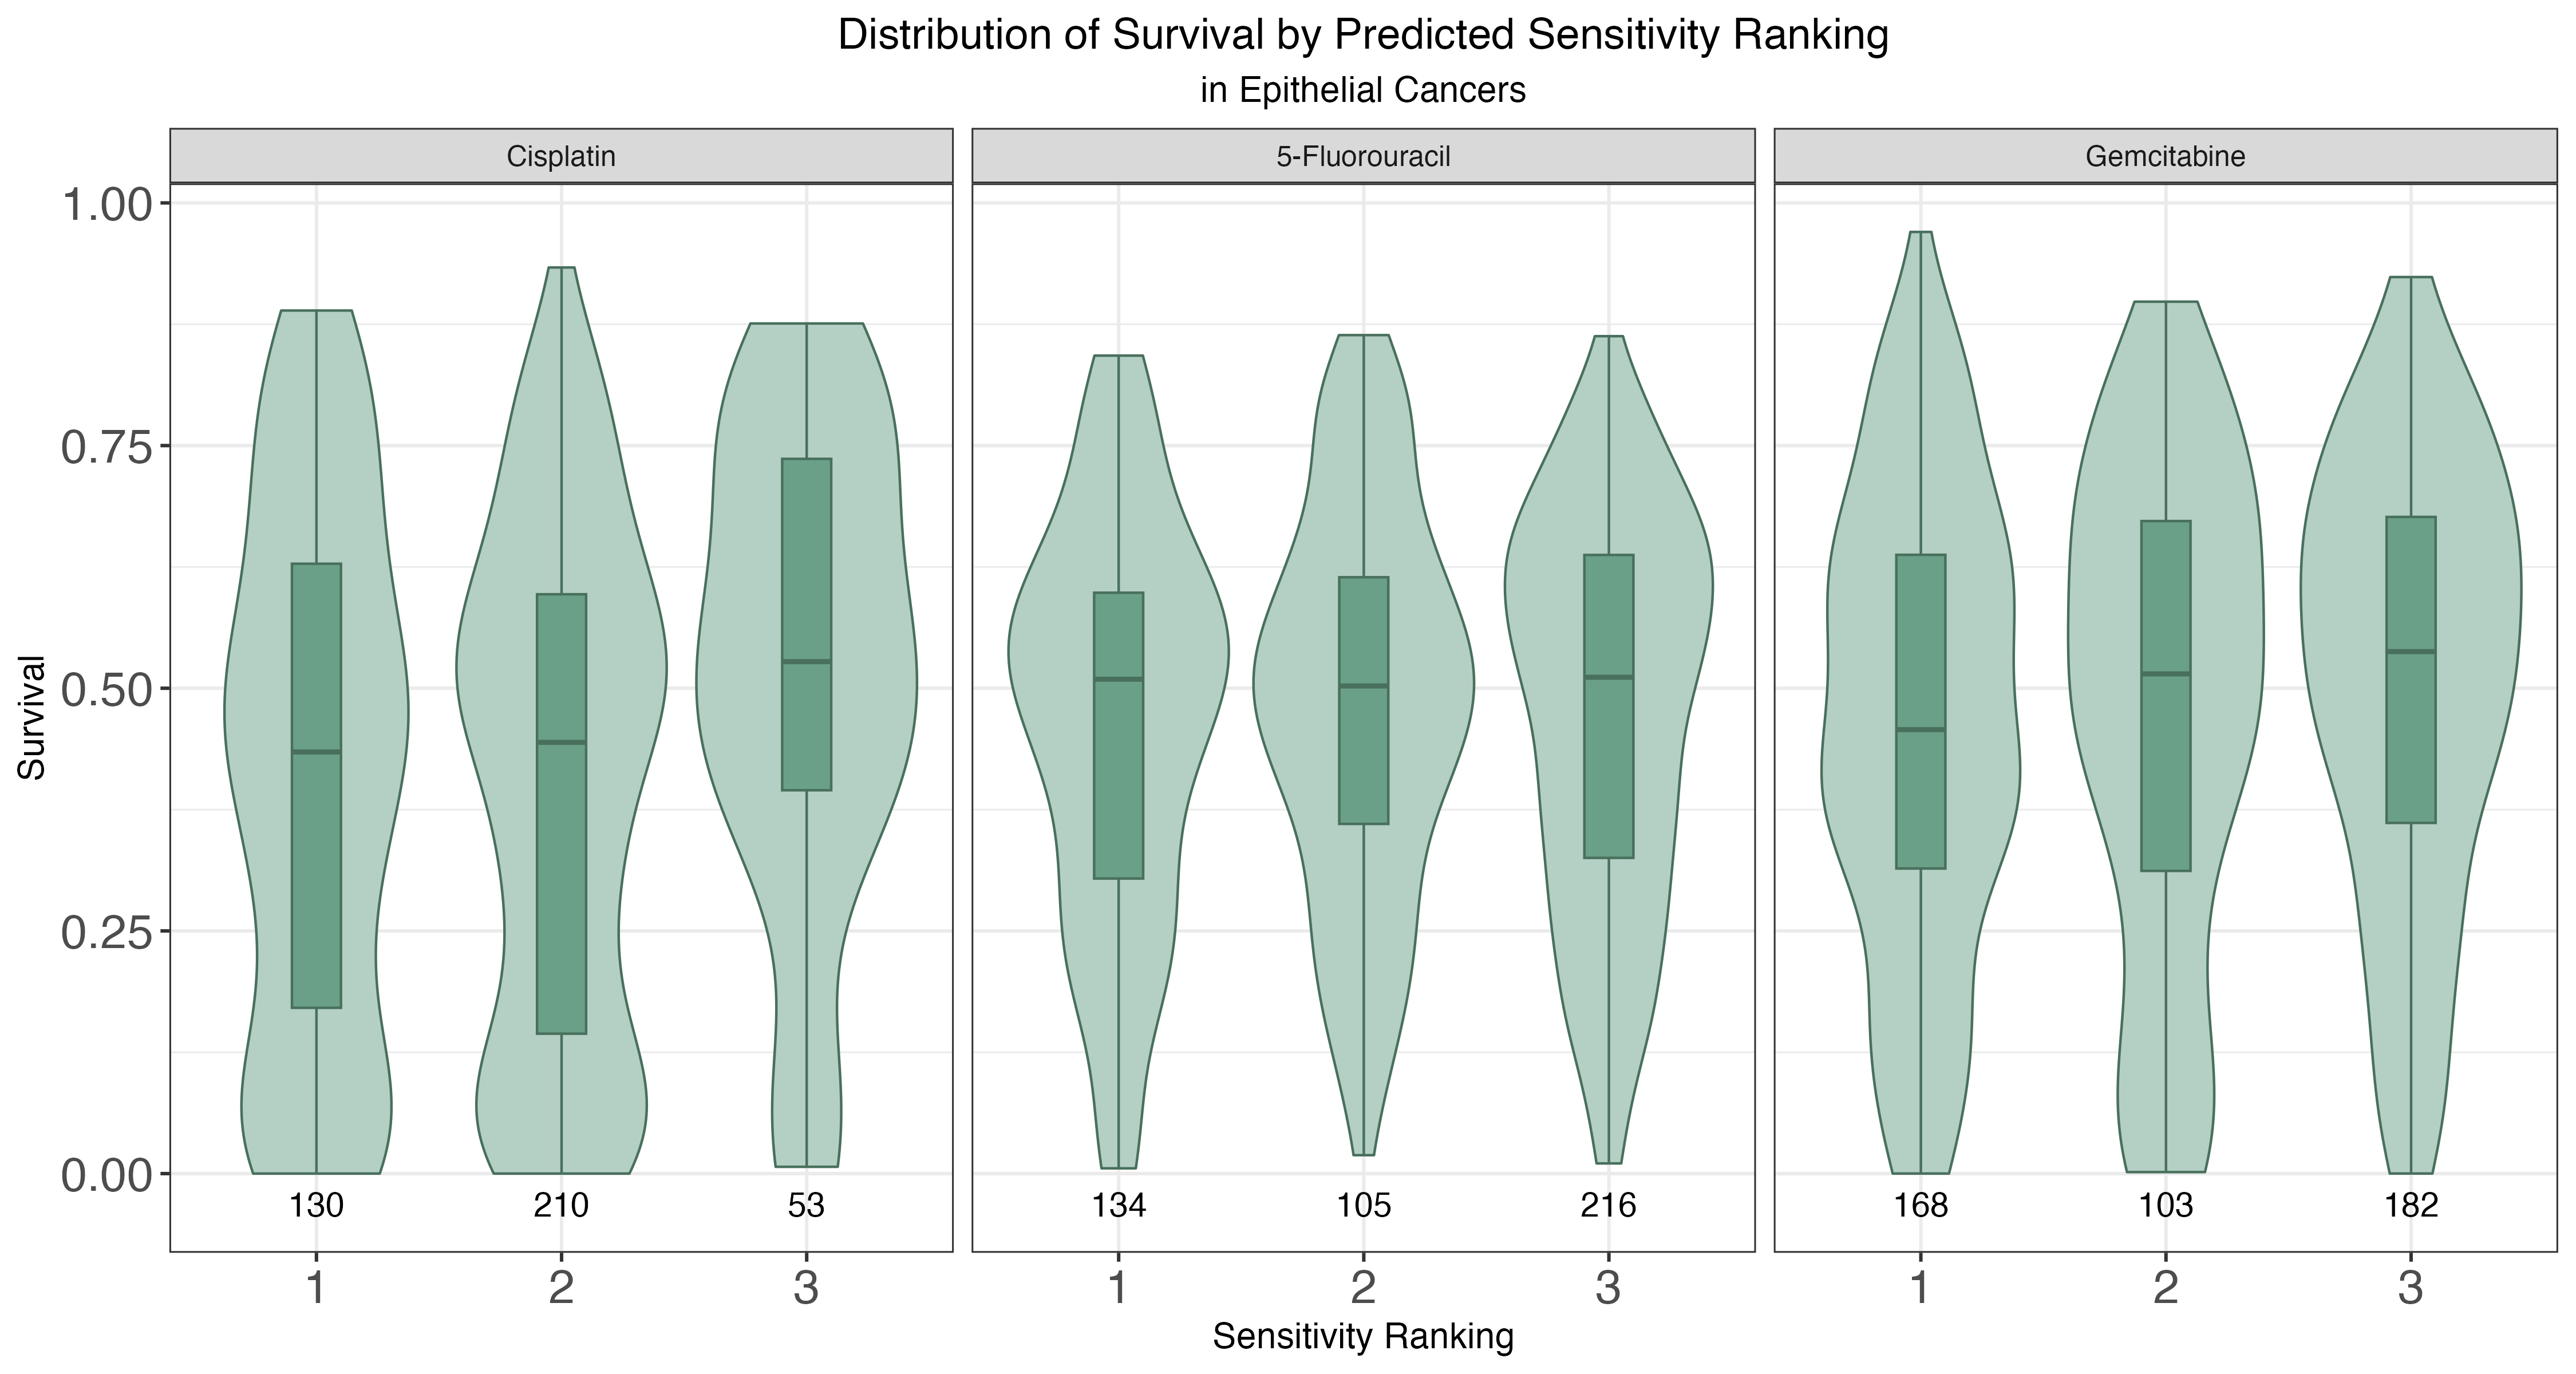 Distribution of Survival by Predicted Sensitivity Ranking
in Epithelial Cancers
Cisplatin
5-Fluorouracil
Gemcitabine
Survival
1.00
0.75
0.50
0.25
0.00
130 210 53
134 105 216
168 103 182
1 2 3
1 2 3
1 2 3
Sensitivity Ranking